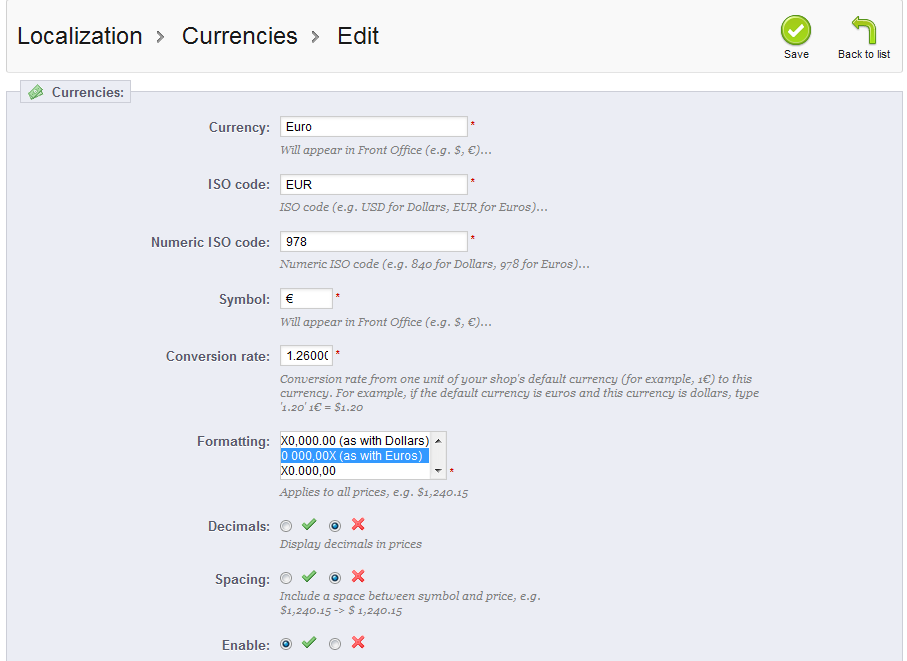 Localization > Currencies > Edit
Save
Back to list
Currencies:
Currency: Euro *
Will appear in Front Office (e.g. $, €)...
ISO code: EUR *
ISO code (e.g. USD for Dollars, EUR for Euros)...
Numeric ISO code: 978 *
Numeric ISO code (e.g. 840 for Dollars, 978 for Euros)...
Symbol: € *
Will appear in Front Office (e.g. $, €)...
Conversion rate: 1.26000 *
Conversion rate from one unit of your shop's default currency (for example, 1€) to this
currency. For example, if the default currency is euros and this currency is dollars, type
'1.20' 1€ = $1.20
Formatting: X0,000.00 (as with Dollars)
0 000,00X (as with Euros)
X0.000,00 *
Applies to all prices, e.g. $1,240.15
Decimals:
Display decimals in prices
Spacing:
Include a space between symbol and price, e.g.
$1,240.15 -> $ 1,240.15
Enable: